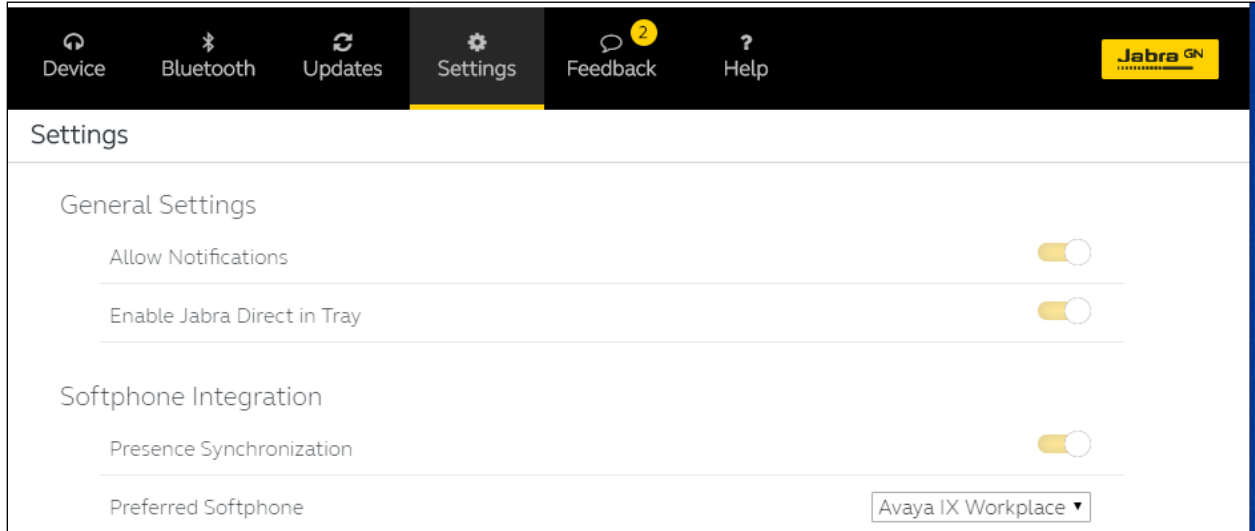 Device Bluetooth Updates Settings Feedback 2 ? Help Jabra GN
Settings
General Settings
Allow Notifications
Enable Jabra Direct in Tray
Softphone Integration
Presence Synchronization
Preferred Softphone Avaya IX Workplace